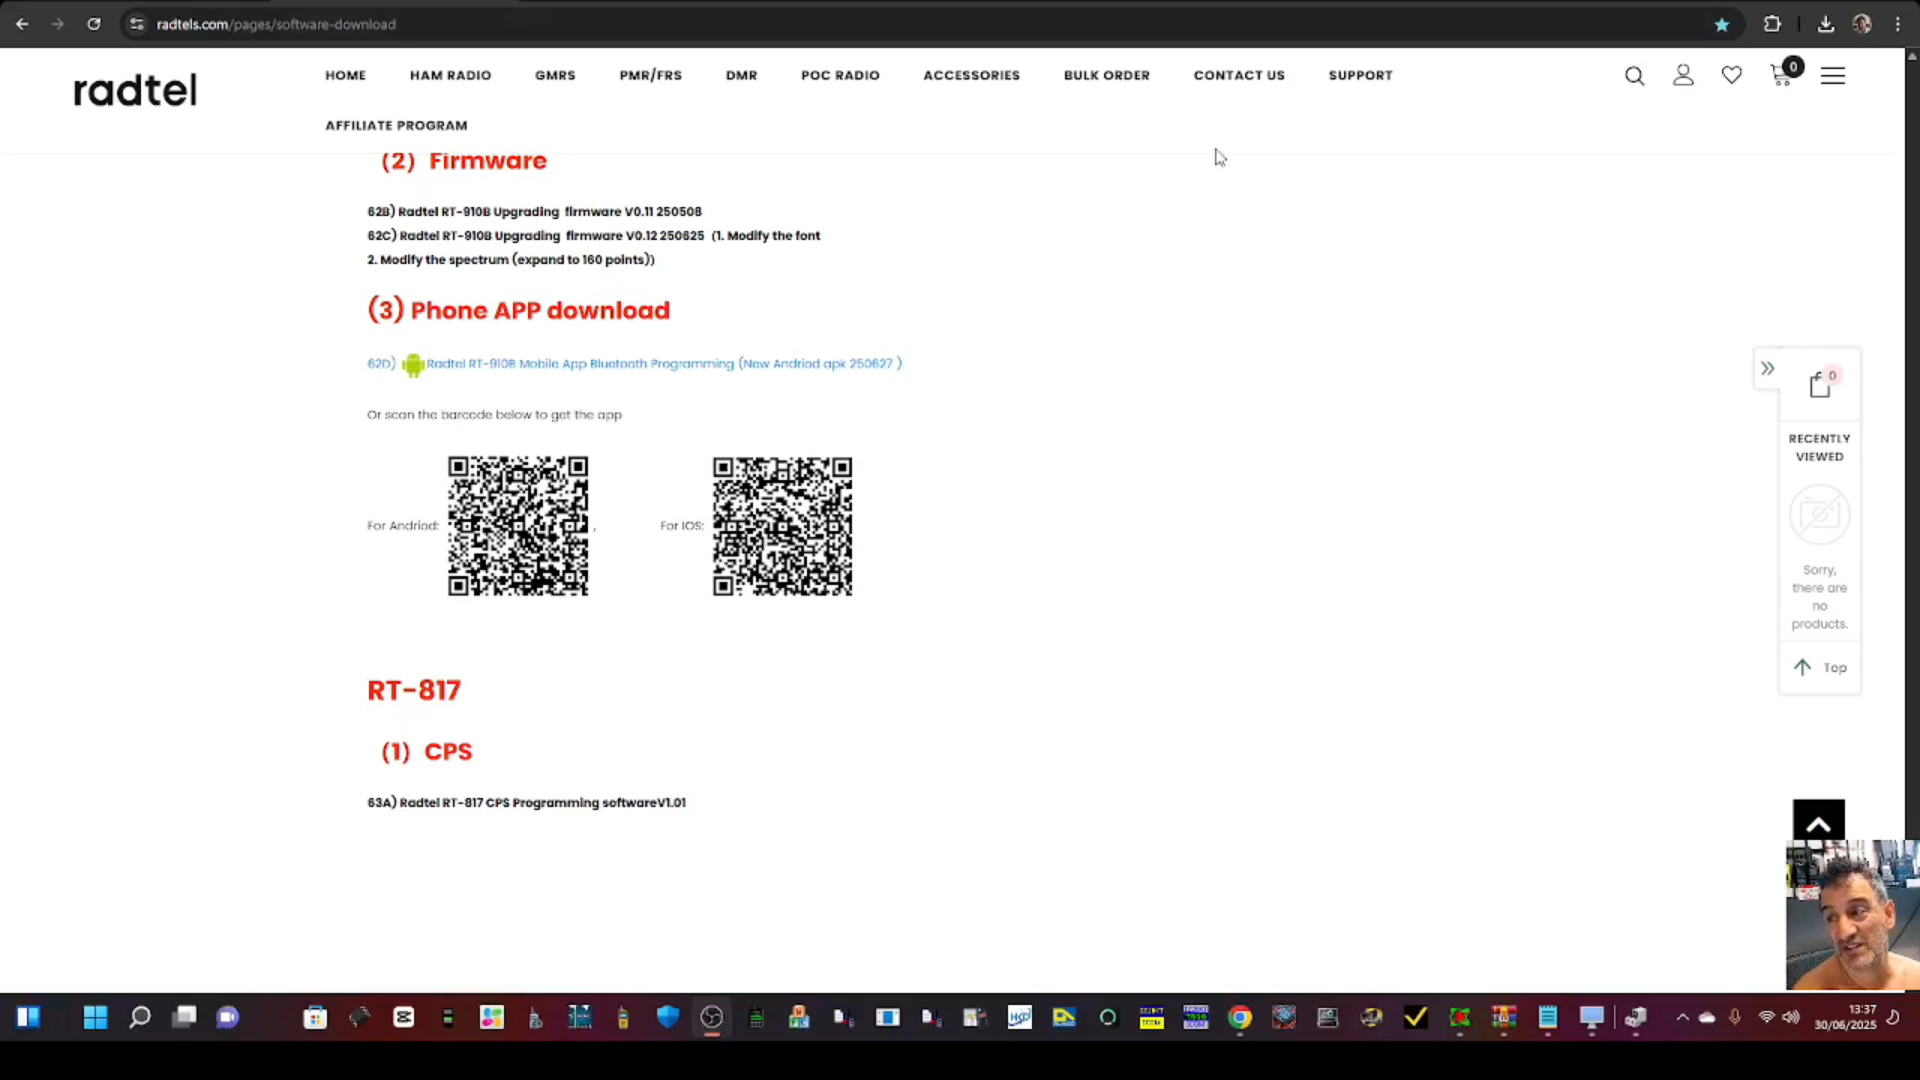 radtels.com/pages/software-download
radtel
HOME
HAM RADIO
GMRS
PMR/FRS
DMR
POC RADIO
ACCESSORIES
BULK ORDER
CONTACT US
SUPPORT
0
AFFILIATE PROGRAM
(2) Firmware
62B) Radtel RT-910B Upgrading firmware V0.11 250508
62C) Radtel RT-910B Upgrading firmware V0.12 250625 (1. Modify the font
2. Modify the spectrum (expand to 160 points))
(3) Phone APP download
62D) Radtel RT-910B Mobile App Bluetooth Programming (New Andriod apk 250627 )
Or scan the barcode below to get the app
For Andriod:
,
For IOS:
0
RECENTLY
VIEWED
Sorry,
there are
no
products.
Top
RT-817
(1) CPS
63A) Radtel RT-817 CPS Programming softwareV1.01
13:37
30/06/2025